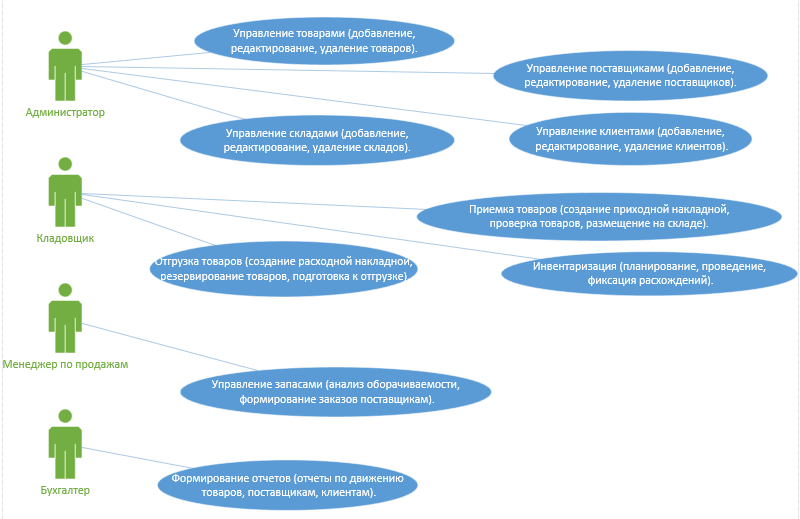 Управление товарами (добавление,
редактирование, удаление товаров).
Управление поставщиками (добавление,
редактирование, удаление поставщиков).
Администратор
Управление складами (добавление,
редактирование, удаление складов).
Управление клиентами (добавление,
редактирование, удаление клиентов).
Кладовщик
Приемка товаров (создание приходной накладной,
проверка товаров, размещение на складе).
Отгрузка товаров (создание расходной накладной,
резервирование товаров, подготовка к отгрузке)
Инвентаризация (планирование, проведение,
фиксация расхождений).
Менеджер по продажам
Управление запасами (анализ оборачиваемости,
формирование заказов поставщикам).
Бухгалтер
Формирование отчетов (отчеты по движению
товаров, поставщикам, клиентам).